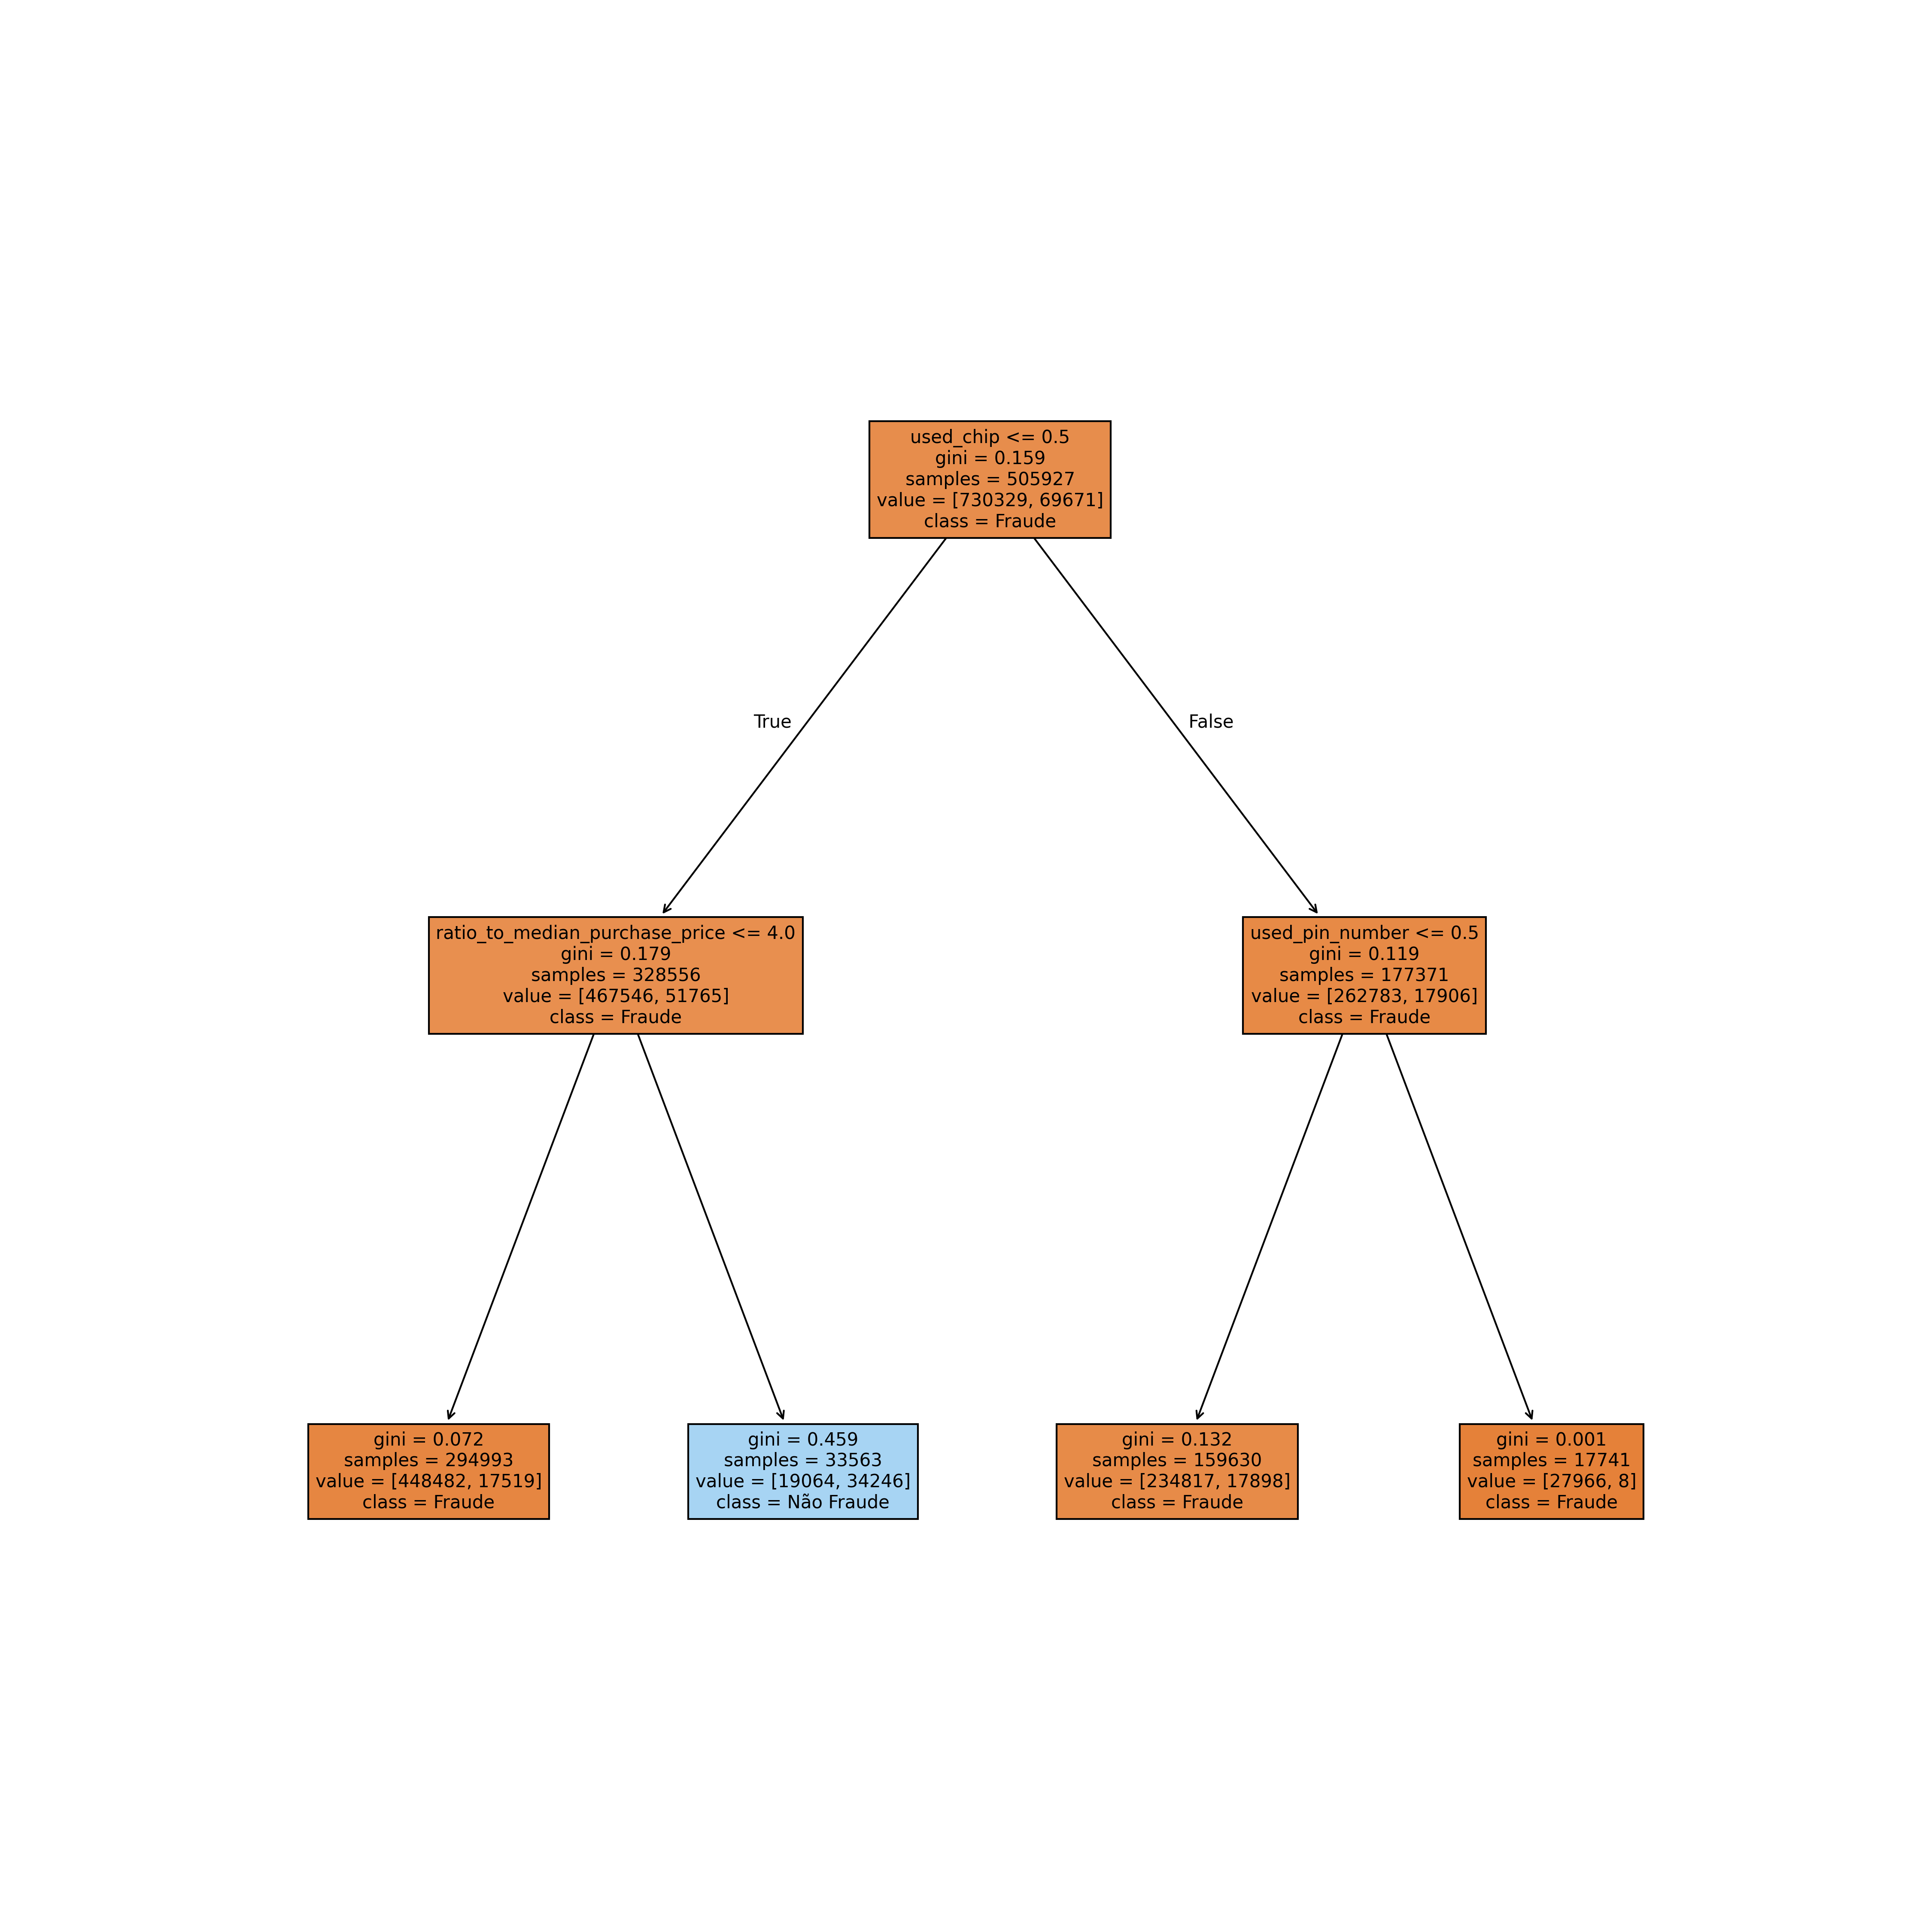 used_chip <= 0.5
gini = 0.159
samples = 505927
value = [730329, 69671]
class = Fraude
True
False
ratio_to_median_purchase_price <= 4.0
gini = 0.179
samples = 328556
value = [467546, 51765]
class = Fraude
used_pin_number <= 0.5
gini = 0.119
samples = 177371
value = [262783, 17906]
class = Fraude
gini = 0.072
samples = 294993
value = [448482, 17519]
class = Fraude
gini = 0.459
samples = 33563
value = [19064, 34246]
class = Não Fraude
gini = 0.132
samples = 159630
value = [234817, 17898]
class = Fraude
gini = 0.001
samples = 17741
value = [27966, 8]
class = Fraude